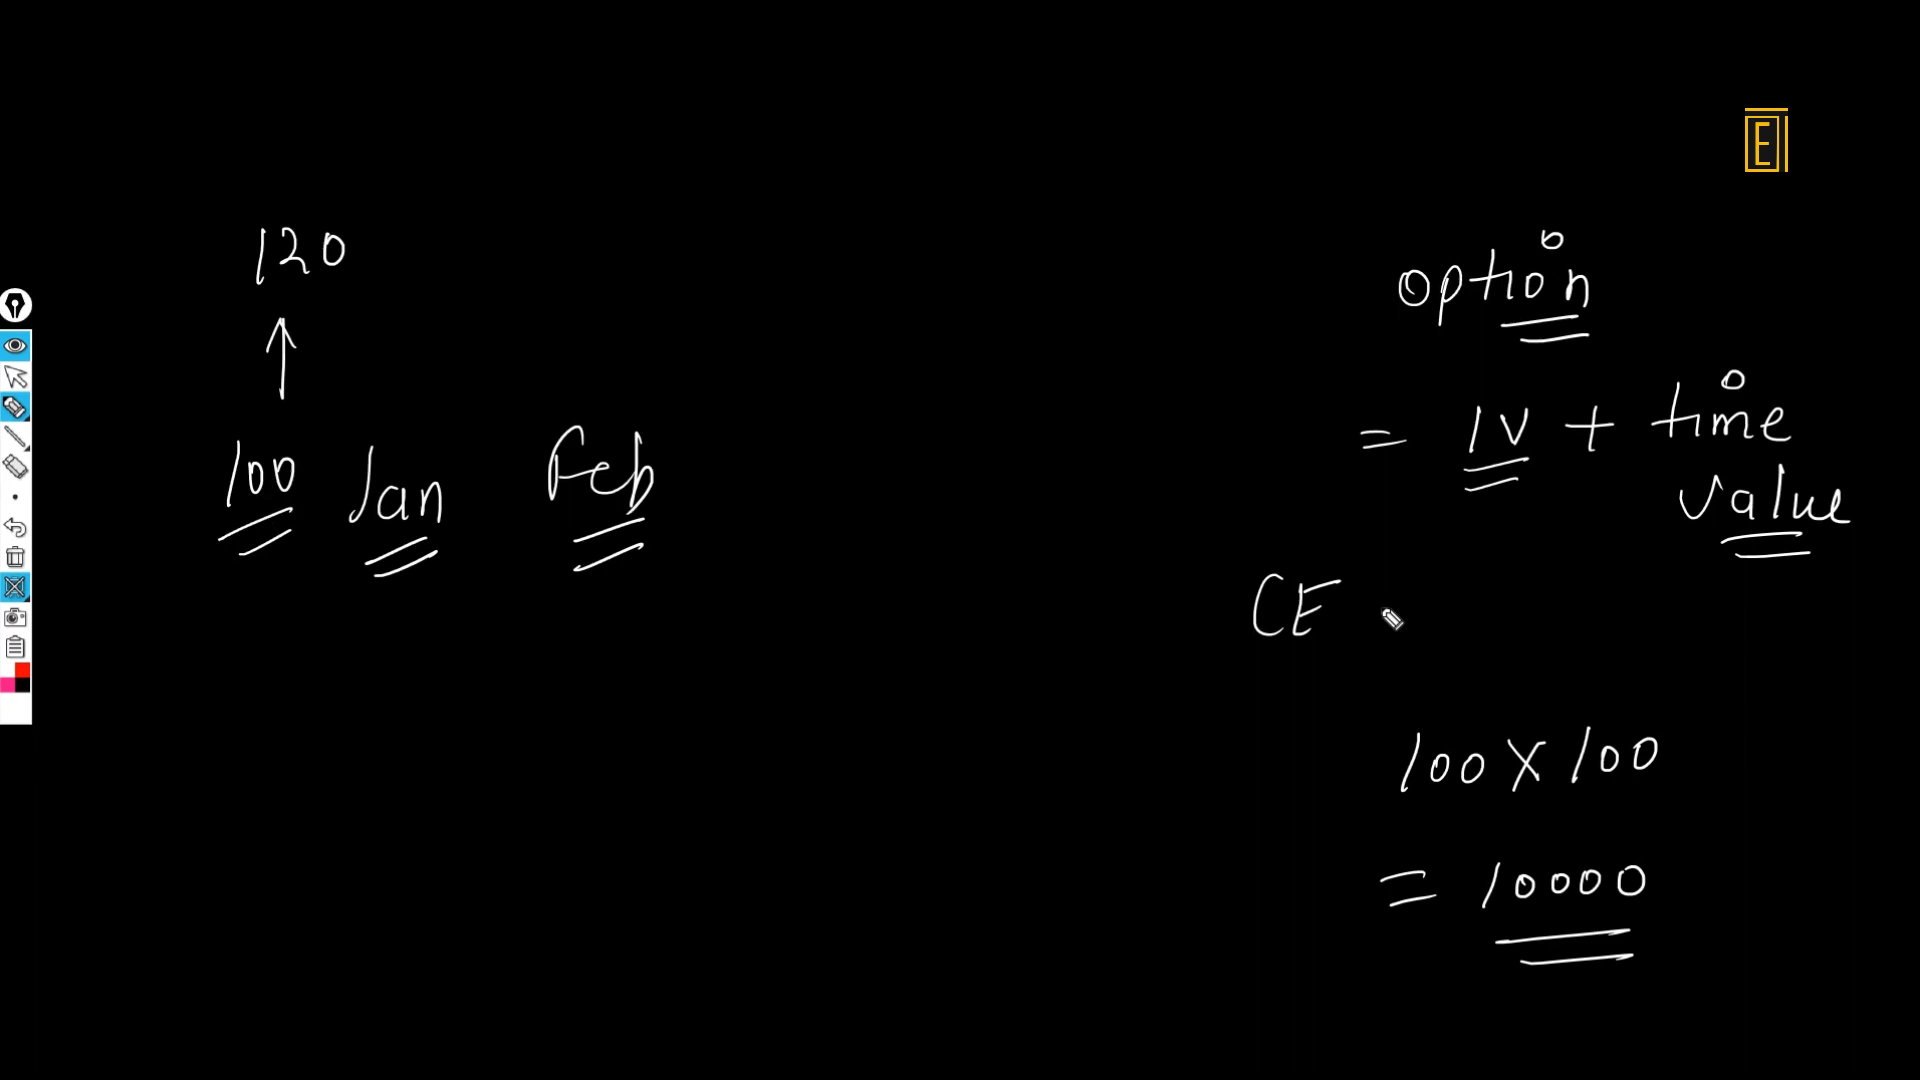 120
100 Jan Feb
E
option
= IV + time
value
CE
100 X 100
= 10000